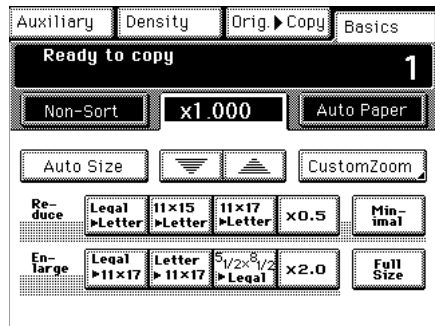 Auxiliary Density Orig.▶Copy Basics
Ready to copy
1
Non-Sort x1.000 Auto Paper
Auto Size CustomZoom
Re-
duce
Legal
▶Letter
11×15
▶Letter
11×17
▶Letter
×0.5
Min-
imal
En-
large
Legal
▶11×17
Letter
▶11×17
5 1/2×8 1/2
▶Legal
×2.0
Full
Size